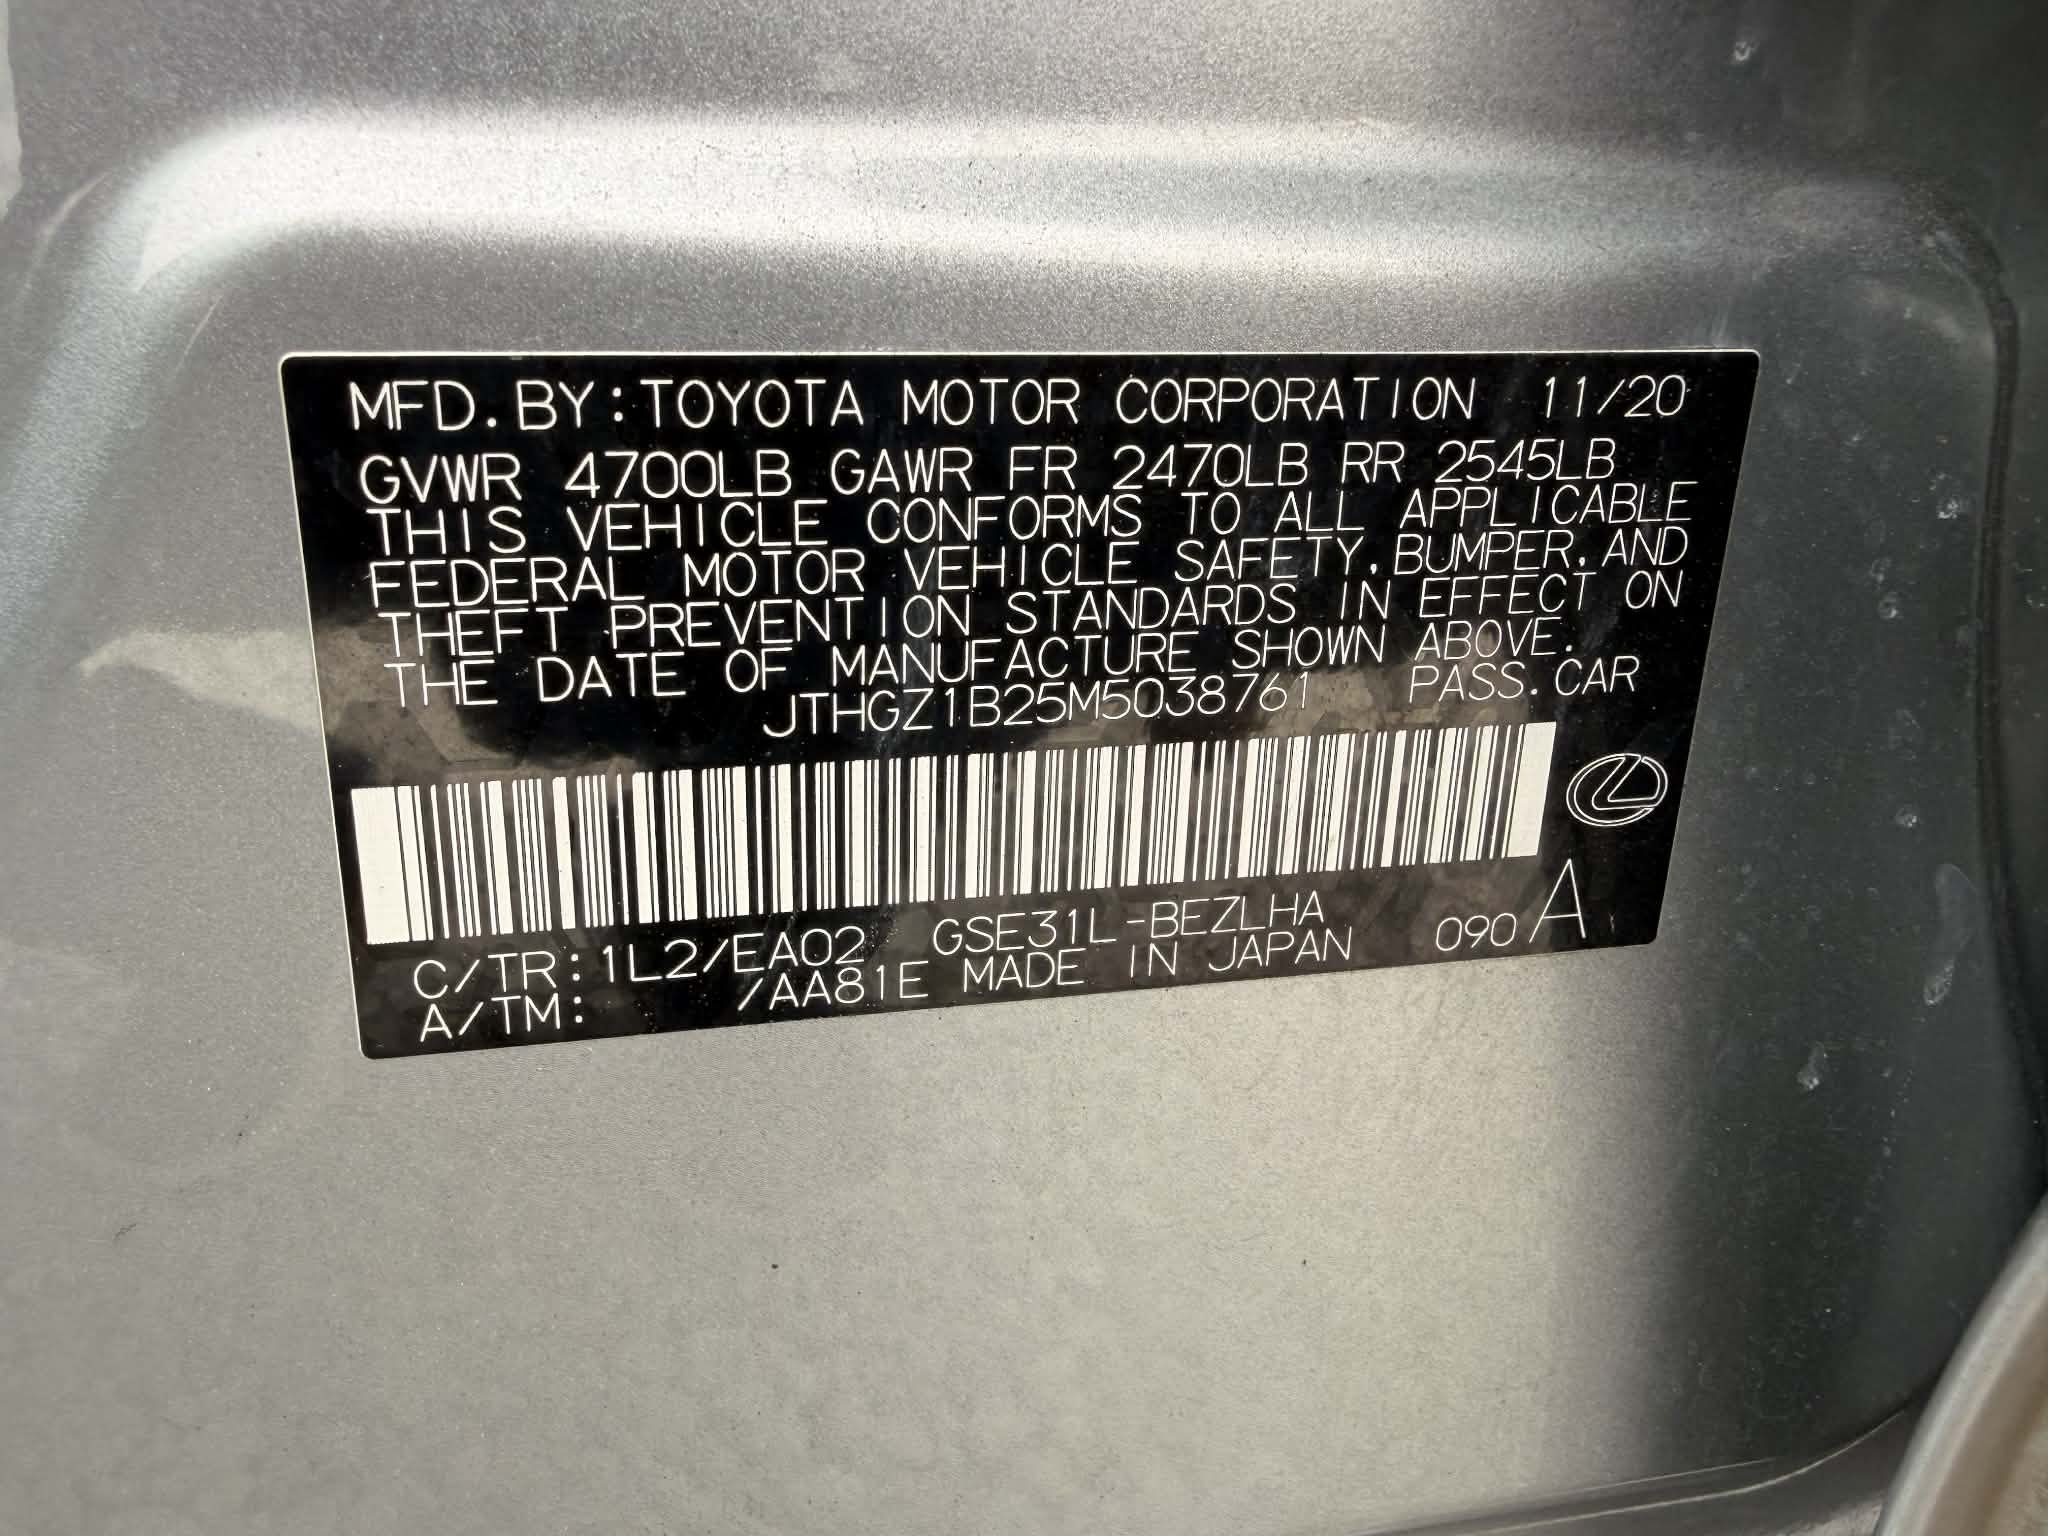 MFD. BY: TOYOTA MOTOR CORPORATION 11/20
GVWR 4700LB GAWR FR 2470LB RR 2545LB
THIS VEHICLE CONFORMS TO ALL APPLICABLE
FEDERAL MOTOR VEHICLE SAFETY, BUMPER, AND
THEFT PREVENTION STANDARDS IN EFFECT ON
THE DATE OF MANUFACTURE SHOWN ABOVE.
JTHGZ1B25M5038761 PASS. CAR
C/TR: 1L2/EA02 GSE31L-BEZLHA
A/TM: /AA81E MADE IN JAPAN 090 A